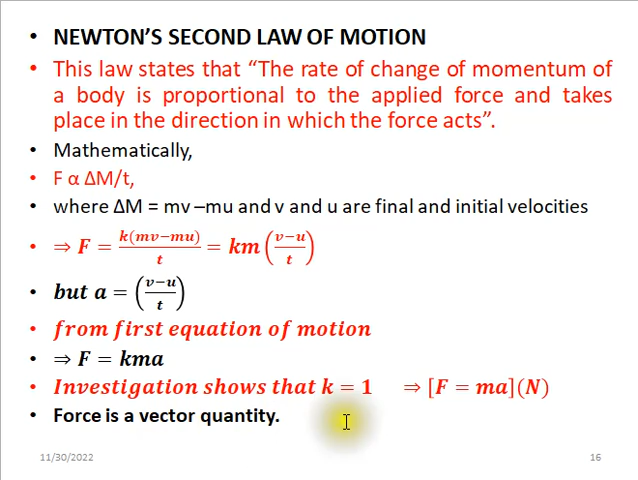 • NEWTON'S SECOND LAW OF MOTION
• This law states that "The rate of change of momentum of
a body is proportional to the applied force and takes
place in the direction in which the force acts".
• Mathematically,
• F α ΔM/t,
• where ΔM = mv –mu and v and u are final and initial velocities
• ⇒ F = k(mv−mu)/t = km((v−u)/t)
• but a = ((v−u)/t)
• from first equation of motion
• ⇒ F = kma
• Investigation shows that k = 1 ⇒ [F = ma](N)
• Force is a vector quantity.
11/30/2022 16